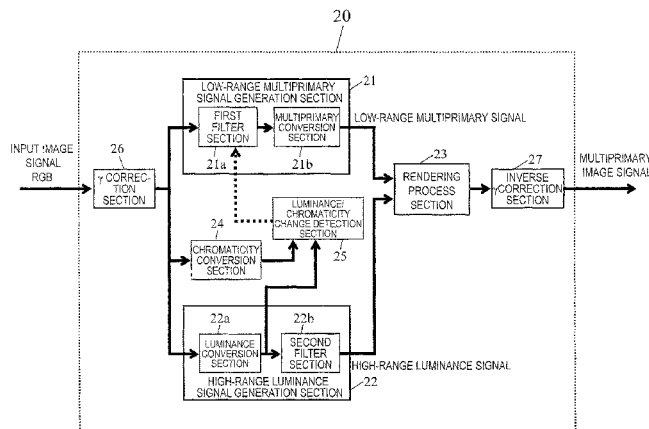 20
LOW-RANGE MULTIPRIMARY
SIGNAL GENERATION SECTION
21
FIRST
FILTER
SECTION
21a
MULTIPRIMARY
CONVERSION
SECTION
21b
LOW-RANGE MULTIPRIMARY SIGNAL
INPUT IMAGE
SIGNAL
RGB
26
γ CORREC-
TION
SECTION
23
RENDERING
PROCESS
SECTION
27
INVERSE
γ CORRECTION
SECTION
MULTIPRIMARY
IMAGE SIGNAL
LUMINANCE/
CHROMATICITY
CHANGE DETECTION
SECTION
25
24
CHROMATICITY
CONVERSION
SECTION
22a
LUMINANCE
CONVERSION
SECTION
22b
SECOND
FILTER
SECTION
HIGH-RANGE LUMINANCE SIGNAL
HIGH-RANGE LUMINANCE
SIGNAL GENERATION SECTION
22